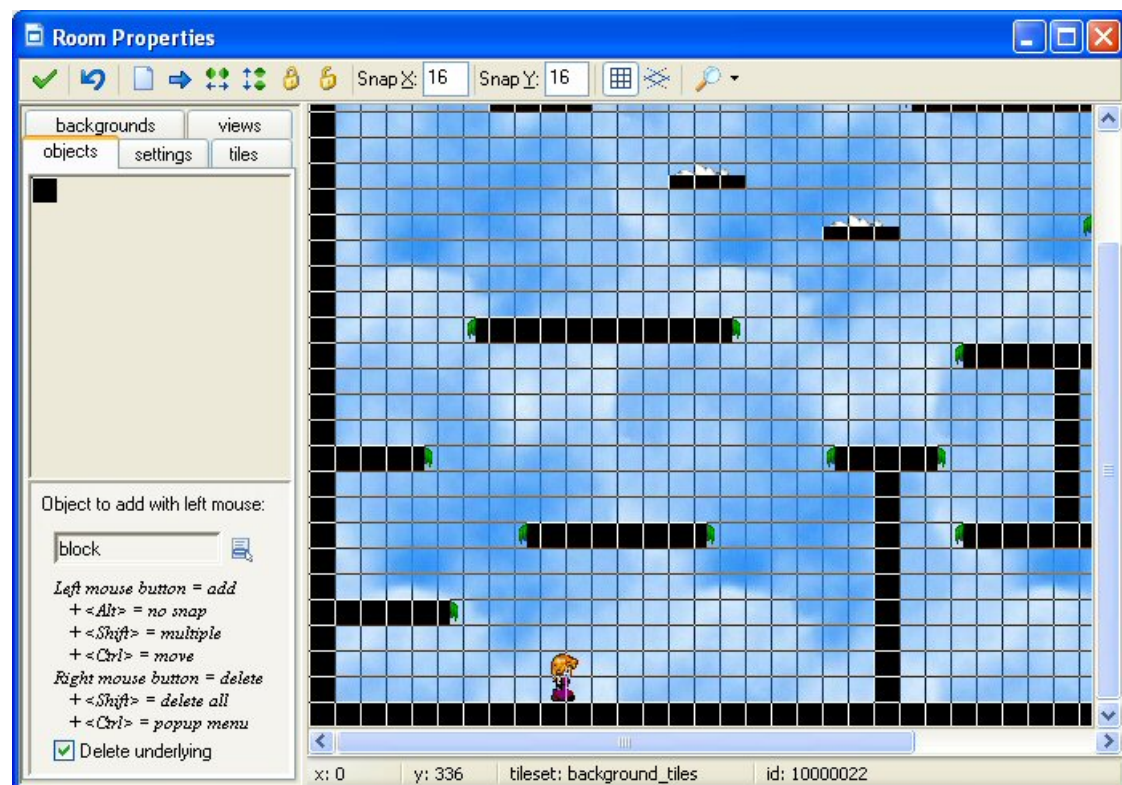 Room Properties
Snap X: 16 Snap Y: 16
backgrounds views
objects settings tiles
Object to add with left mouse:
block
Left mouse button = add
+ <Alt> = no snap
+ <Shift> = multiple
+ <Ctrl> = move
Right mouse button = delete
+ <Shift> = delete all
+ <Ctrl> = popup menu
Delete underlying
x: 0 y: 336 tileset: background_tiles id: 10000022